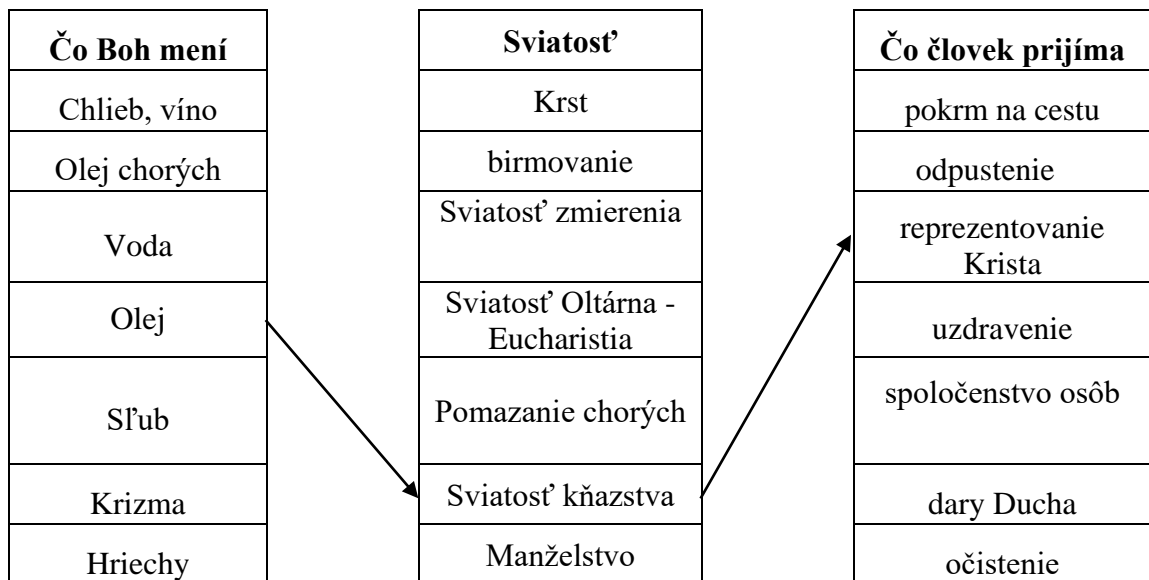 Čo Boh mení
Chlieb, víno
Olej chorých
Voda
Olej
Sľub
Krizma
Hriechy
Sviatosť
Krst
birmovanie
Sviatosť zmierenia
Sviatosť Oltárna -
Eucharistia
Pomazanie chorých
Sviatosť kňazstva
Manželstvo
Čo človek prijíma
pokrm na cestu
odpustenie
reprezentovanie
Krista
uzdravenie
spoločenstvo osôb
dary Ducha
očistenie